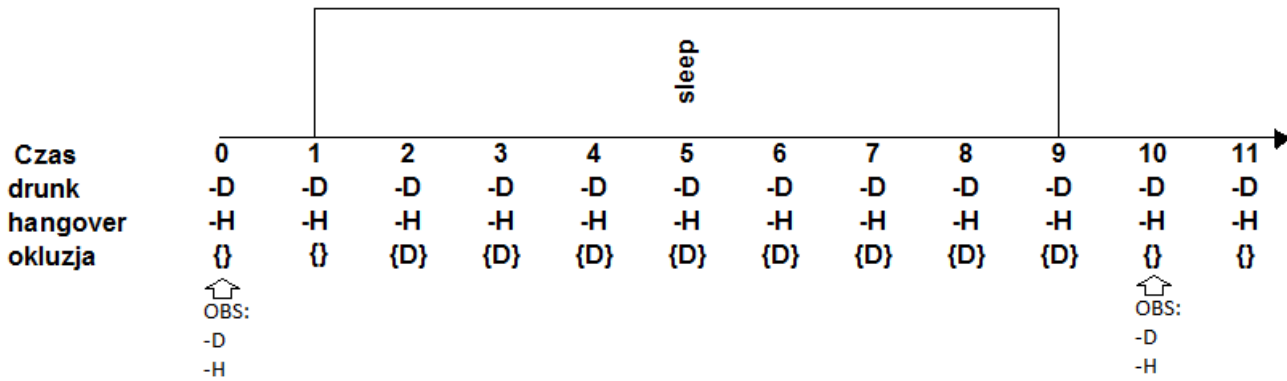 sleep
Czas 0 1 2 3 4 5 6 7 8 9 10 11
drunk -D -D -D -D -D -D -D -D -D -D -D -D
hangover -H -H -H -H -H -H -H -H -H -H -H -H
okluzja {} {} {D} {D} {D} {D} {D} {D} {D} {D} {} {}
OBS: OBS:
-D -D
-H -H